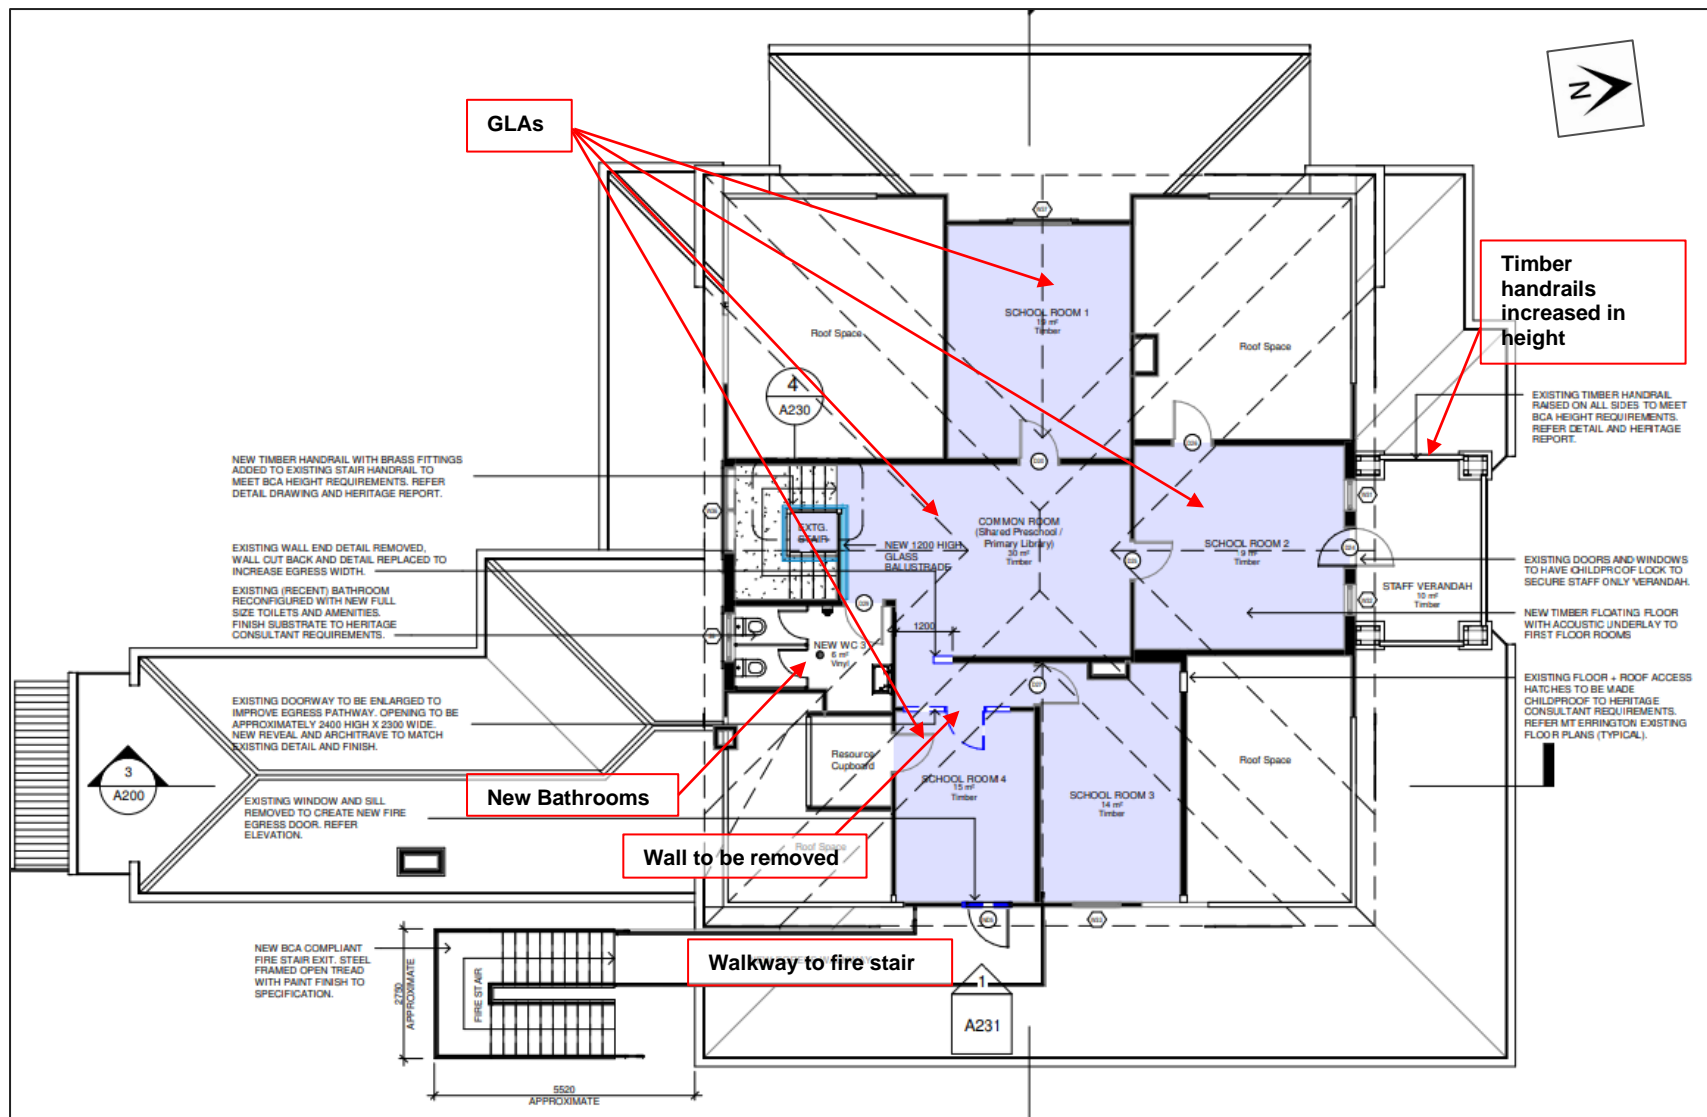 N
GLAs
Timber
handrails
increased in
height
W37
SCHOOL ROOM 1
Timber
Roof Space
Roof Space
4
A230
EXISTING TIMBER HANDRAIL
RAISED ON ALL SIDES TO MEET
BCA HEIGHT REQUIREMENTS.
REFER DETAIL AND HERITAGE
REPORT.
NEW TIMBER HANDRAIL WITH BRASS FITTINGS
ADDED TO EXISTING STAIR HANDRAIL TO
MEET BCA HEIGHT REQUIREMENTS. REFER
DETAIL DRAWING AND HERITAGE REPORT.
EXTG.
STAIR
COMMON ROOM
(Shared Preschool /
Primary Library)
30 m²
Timber
NEW 1200 HIGH
GLASS
BALUSTRADE
SCHOOL ROOM 2
Timber
EXISTING WALL END DETAIL REMOVED,
WALL CUT BACK AND DETAIL REPLACED TO
INCREASE EGRESS WIDTH.
EXISTING DOORS AND WINDOWS
TO HAVE CHILDPROOF LOCK TO
SECURE STAFF ONLY VERANDAH.
STAFF VERANDAH
10 m²
Timber
EXISTING (RECENT) BATHROOM
RECONFIGURED WITH NEW FULL
SIZE TOILETS AND AMENITIES.
FINISH SUBSTRATE TO HERITAGE
CONSULTANT REQUIREMENTS.
NEW TIMBER FLOATING FLOOR
WITH ACOUSTIC UNDERLAY TO
FIRST FLOOR ROOMS
1200
NEW WC 3
6 m²
Vinyl
EXISTING FLOOR + ROOF ACCESS
HATCHES TO BE MADE
CHILDPROOF TO HERITAGE
CONSULTANT REQUIREMENTS.
REFER MT ERRINGTON EXISTING
FLOOR PLANS (TYPICAL).
EXISTING DOORWAY TO BE ENLARGED TO
IMPROVE EGRESS PATHWAY. OPENING TO BE
APPROXIMATELY 2400 HIGH X 2300 WIDE.
NEW REVEAL AND ARCHITRAVE TO MATCH
EXISTING DETAIL AND FINISH.
Resource
Cupboard
Roof Space
3
A200
SCHOOL ROOM 4
15 m²
Timber
SCHOOL ROOM 3
14 m²
Timber
New Bathrooms
EXISTING WINDOW AND SILL
REMOVED TO CREATE NEW FIRE
EGRESS DOOR. REFER
ELEVATION.
Roof Space
Wall to be removed
NEW BCA COMPLIANT
FIRE STAIR EXIT. STEEL
FRAMED OPEN TREAD
WITH PAINT FINISH TO
SPECIFICATION.
2750
APPROXIMATE
FIRE STAIR
Walkway to fire stair
1
A231
5520
APPROXIMATE